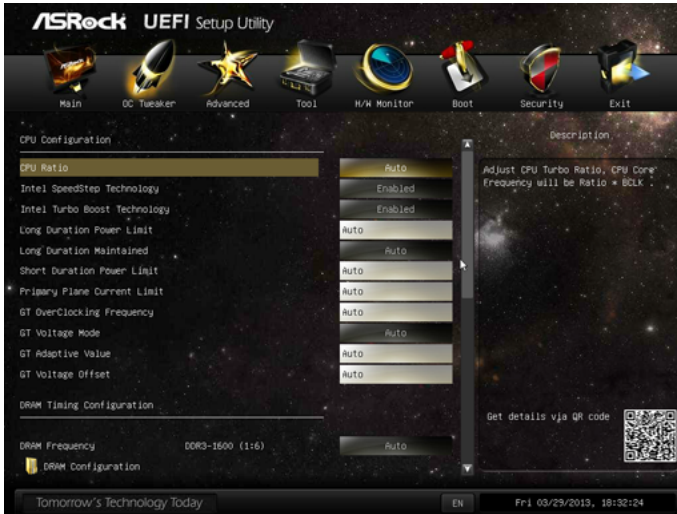 ASRock UEFI Setup Utility
Main OC Tweaker Advanced Tool H/W Monitor Boot Security Exit
CPU Configuration
Description
CPU Ratio Auto
Adjust CPU Turbo Ratio, CPU Core
Frequency will be Ratio * BCLK .
Intel SpeedStep Technology Enabled
Intel Turbo Boost Technology Enabled
Long Duration Power Limit Auto
Long Duration Maintained Auto
Short Duration Power Limit Auto
Primary Plane Current Limit Auto
GT OverClocking Frequency Auto
GT Voltage Mode Auto
GT Adaptive Value Auto
GT Voltage Offset Auto
DRAM Timing Configuration
Get details via QR code
DRAM Frequency DDR3-1600 (1:6) Auto
DRAM Configuration
Tomorrow's Technology Today
EN
Fri 03/29/2013, 18:32:24